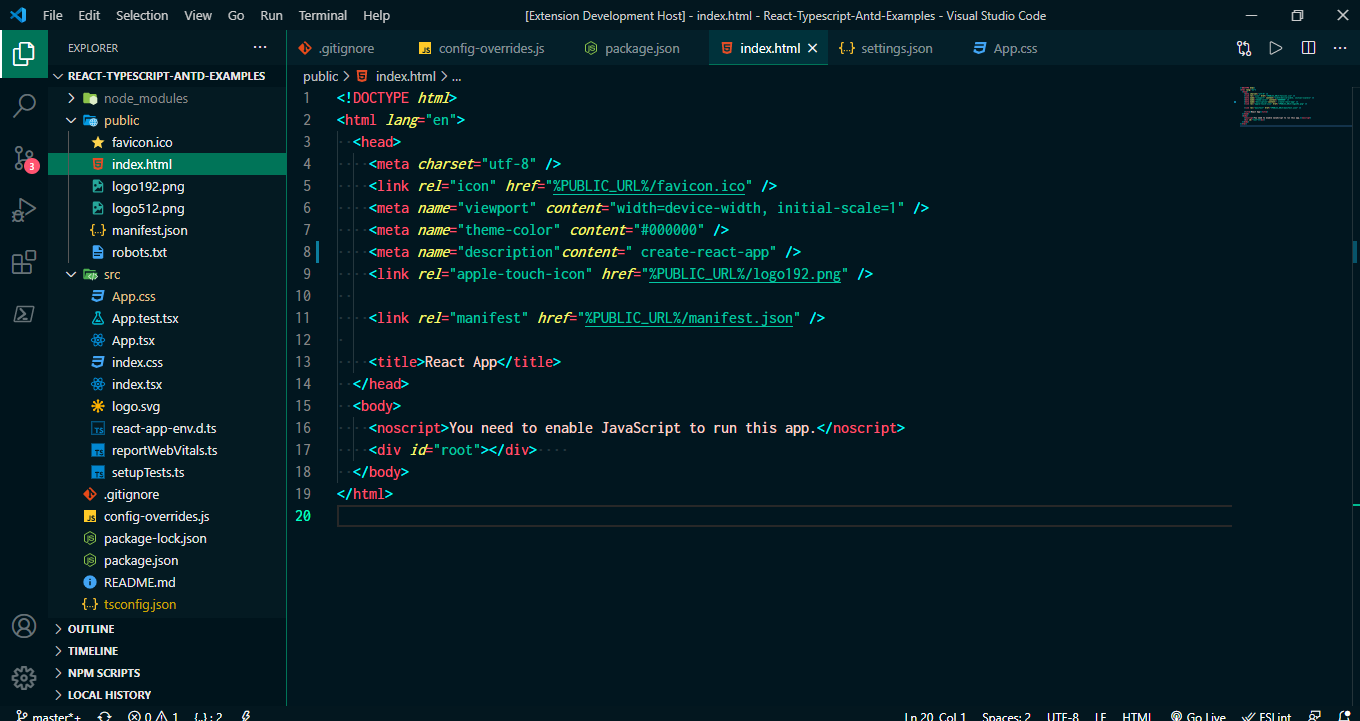 File Edit Selection View Go Run Terminal Help [Extension Development Host] - index.html - React-Typescript-Antd-Examples - Visual Studio Code
EXPLORER
REACT-TYPESCRIPT-ANTD-EXAMPLES
node_modules
public
favicon.ico
index.html
logo192.png
logo512.png
manifest.json
robots.txt
src
App.css
App.test.tsx
App.tsx
index.css
index.tsx
logo.svg
react-app-env.d.ts
reportWebVitals.ts
setupTests.ts
.gitignore
config-overrides.js
package-lock.json
package.json
README.md
tsconfig.json
OUTLINE
TIMELINE
NPM SCRIPTS
LOCAL HISTORY
3
.gitignore config-overrides.js package.json index.html settings.json App.css
public > index.html > ...
1 <!DOCTYPE html>
2 <html lang="en">
3 <head>
4 <meta charset="utf-8" />
5 <link rel="icon" href="%PUBLIC_URL%/favicon.ico" />
6 <meta name="viewport" content="width=device-width, initial-scale=1" />
7 <meta name="theme-color" content="#000000" />
8 <meta name="description"content=" create-react-app" />
9 <link rel="apple-touch-icon" href="%PUBLIC_URL%/logo192.png" />
10
11 <link rel="manifest" href="%PUBLIC_URL%/manifest.json" />
12
13 <title>React App</title>
14 </head>
15 <body>
16 <noscript>You need to enable JavaScript to run this app.</noscript>
17 <div id="root"></div>
18 </body>
19 </html>
20
master*+ 0 1 {..}: 2 Ln 20, Col 1 Spaces: 2 UTF-8 LF HTML Go Live ESLint